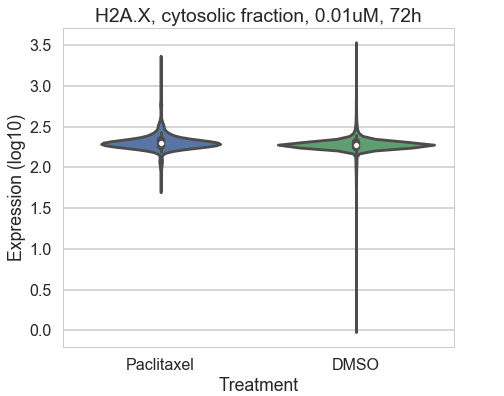 H2A.X, cytosolic fraction, 0.01uM, 72h
Expression (log10)
3.5
3.0
2.5
2.0
1.5
1.0
0.5
0.0
Paclitaxel DMSO
Treatment